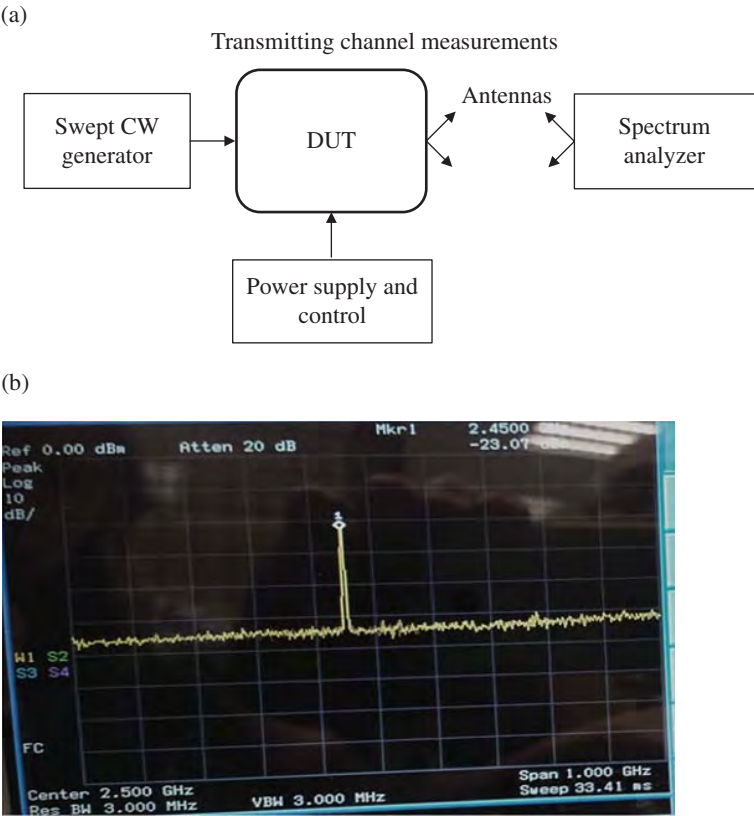 (a)
Transmitting channel measurements
Swept CW
generator
DUT
Antennas
Spectrum
analyzer
Power supply and
control
(b)
Mkr1 2.4500
Ref 0.00 dBm Atten 20 dB -23.07
Peak
Log
10
dB/
1
W1 S2
S3 S4
FC
Center 2.500 GHz Span 1.000 GHz
Res BW 3.000 MHz VBW 3.000 MHz Sweep 33.41 ms